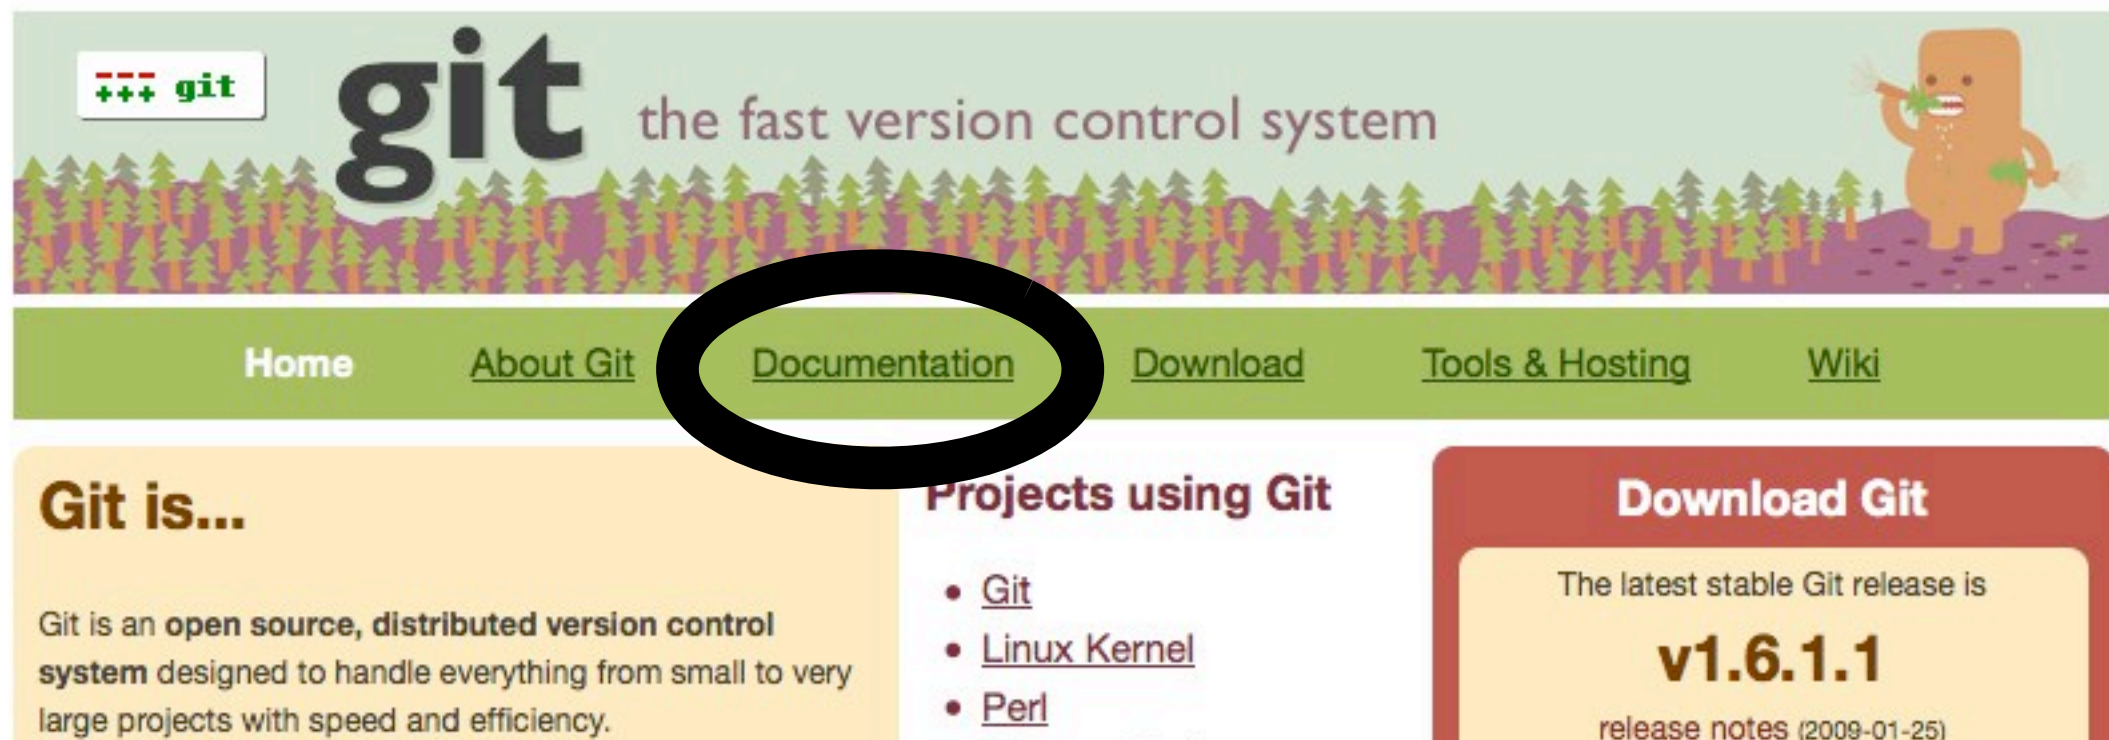 --- +++ git
git
the fast version control system
Home About Git Documentation Download Tools & Hosting Wiki
Git is...
Git is an open source, distributed version control
system designed to handle everything from small to very
large projects with speed and efficiency.
Projects using Git
• Git
• Linux Kernel
• Perl
Download Git
The latest stable Git release is
v1.6.1.1
release notes (2009-01-25)